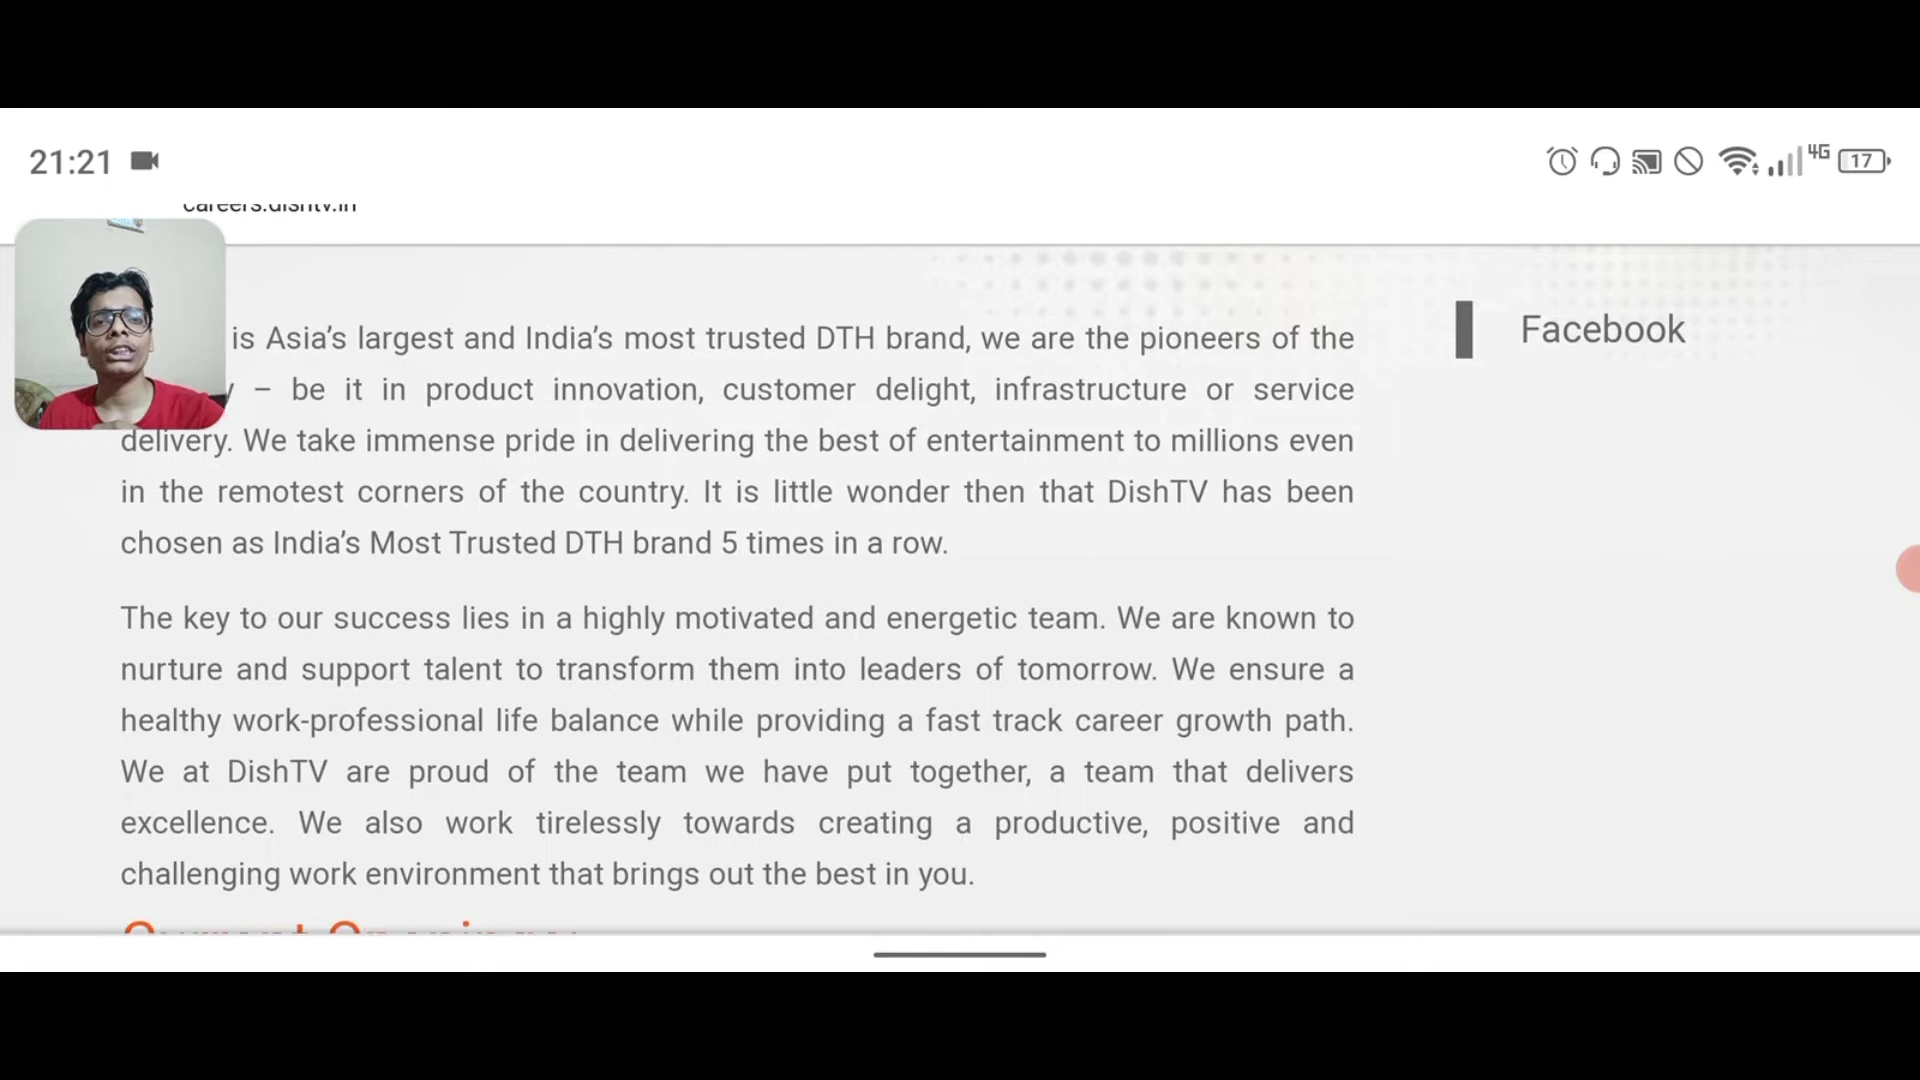 21:21
4G
17
careers.dishtv.in
is Asia’s largest and India’s most trusted DTH brand, we are the pioneers of the
– be it in product innovation, customer delight, infrastructure or service
delivery. We take immense pride in delivering the best of entertainment to millions even
in the remotest corners of the country. It is little wonder then that DishTV has been
chosen as India’s Most Trusted DTH brand 5 times in a row.
The key to our success lies in a highly motivated and energetic team. We are known to
nurture and support talent to transform them into leaders of tomorrow. We ensure a
healthy work-professional life balance while providing a fast track career growth path.
We at DishTV are proud of the team we have put together, a team that delivers
excellence. We also work tirelessly towards creating a productive, positive and
challenging work environment that brings out the best in you.
Facebook